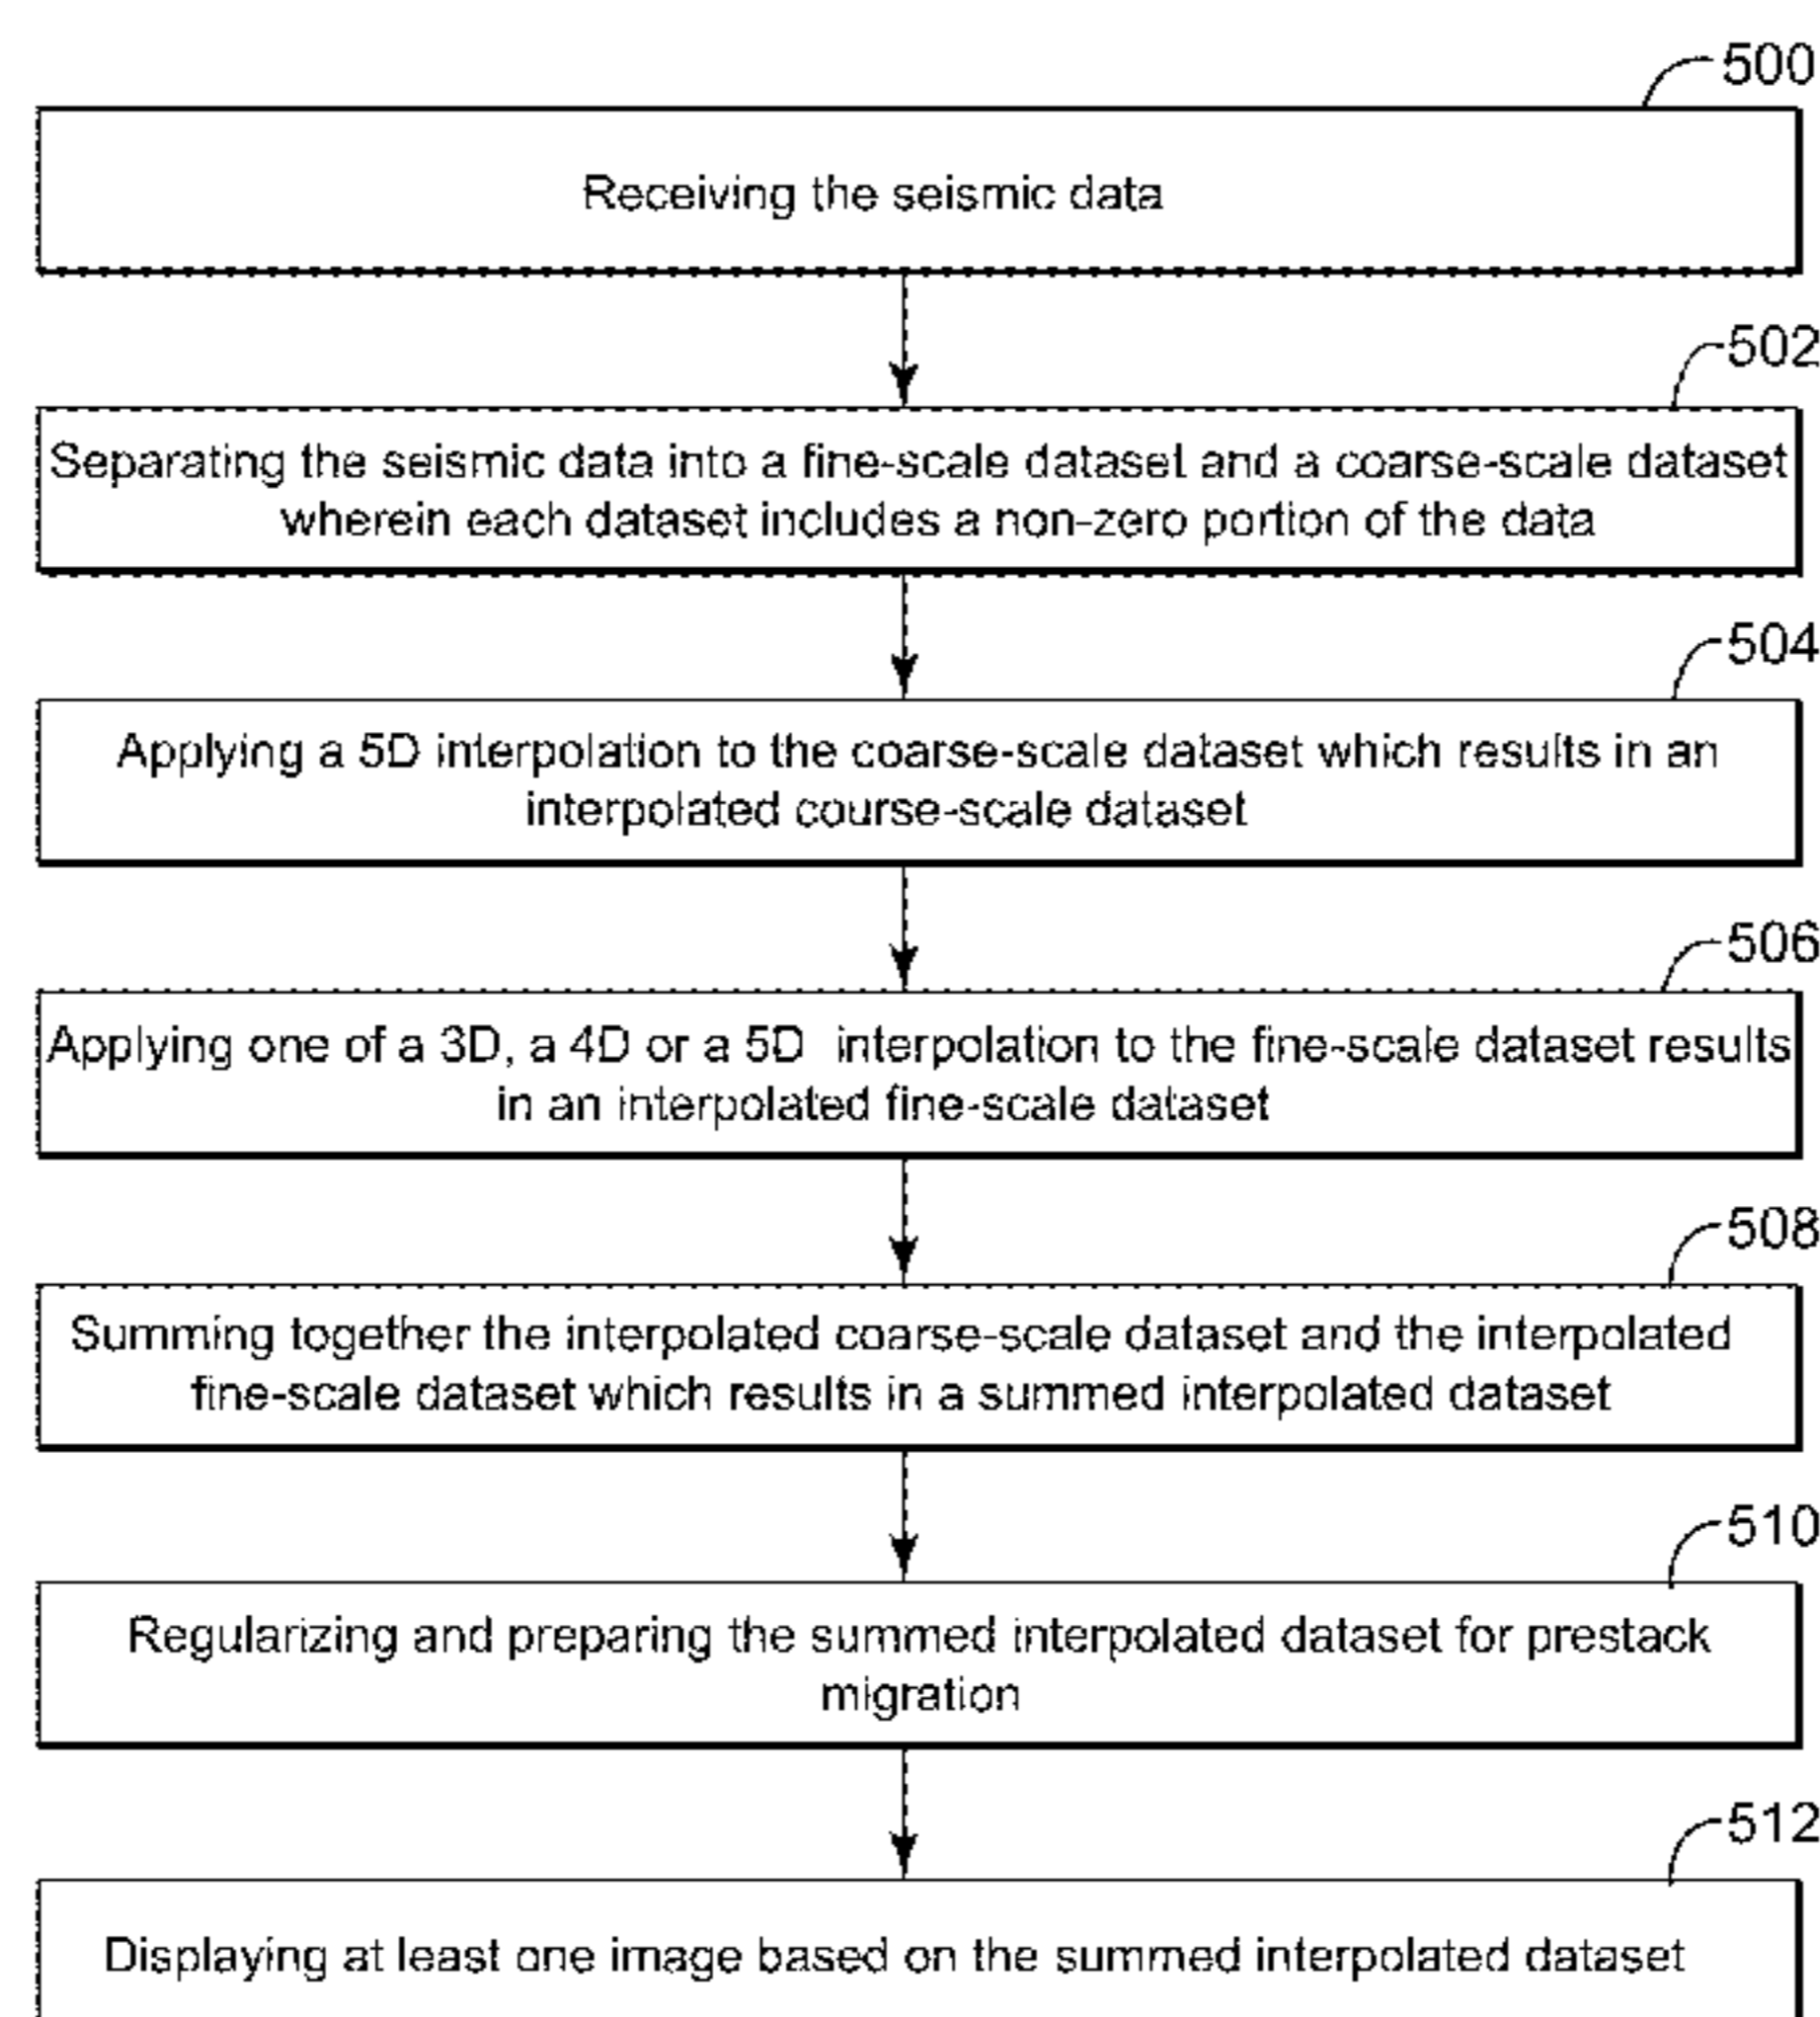 500
Receiving the seismic data
502
Separating the seismic data into a fine-scale dataset and a coarse-scale dataset
wherein each dataset includes a non-zero portion of the data
504
Applying a 5D interpolation to the coarse-scale dataset which results in an
interpolated course-scale dataset
506
Applying one of a 3D, a 4D or a 5D interpolation to the fine-scale dataset results
in an interpolated fine-scale dataset
508
Summing together the interpolated coarse-scale dataset and the interpolated
fine-scale dataset which results in a summed interpolated dataset
510
Regularizing and preparing the summed interpolated dataset for prestack
migration
512
Displaying at least one image based on the summed interpolated dataset